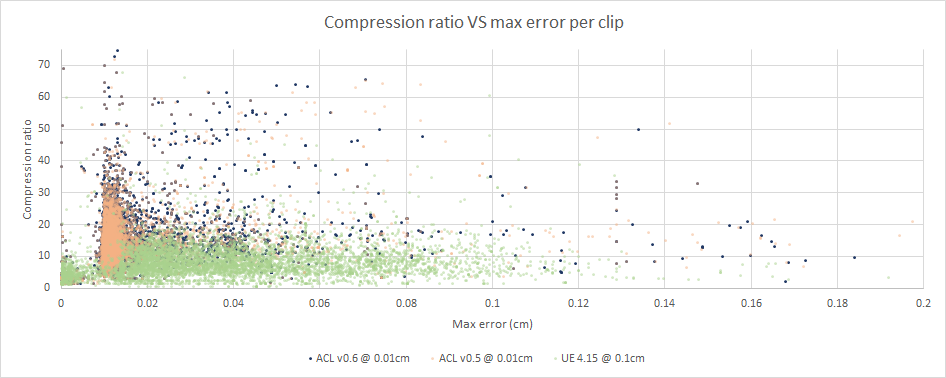 Compression ratio VS max error per clip
Compression ratio
70
60
50
40
30
20
10
0
0 0.02 0.04 0.06 0.08 0.1 0.12 0.14 0.16 0.18 0.2
Max error (cm)
ACL v0.6 @ 0.01cm ACL v0.5 @ 0.01cm UE 4.15 @ 0.1cm